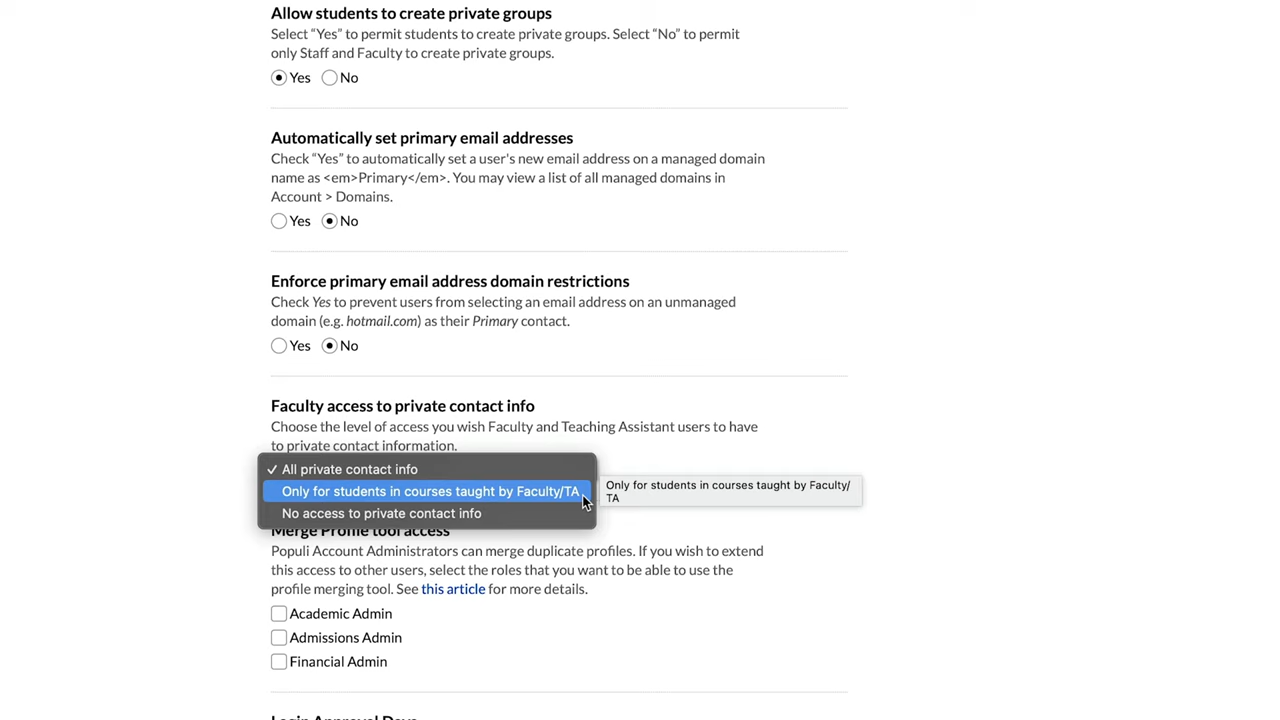 Allow students to create private groups
Select “Yes” to permit students to create private groups. Select “No” to permit
only Staff and Faculty to create private groups.
Yes No
Automatically set primary email addresses
Check “Yes” to automatically set a user's new email address on a managed domain
name as <em>Primary</em>. You may view a list of all managed domains in
Account > Domains.
Yes No
Enforce primary email address domain restrictions
Check Yes to prevent users from selecting an email address on an unmanaged
domain (e.g. hotmail.com) as their Primary contact.
Yes No
Faculty access to private contact info
Choose the level of access you wish Faculty and Teaching Assistant users to have
to private contact information.
✓ All private contact info
Only for students in courses taught by Faculty/TA
Only for students in courses taught by Faculty/
TA
No access to private contact info
Merge Profile tool access
Populi Account Administrators can merge duplicate profiles. If you wish to extend
this access to other users, select the roles that you want to be able to use the
profile merging tool. See this article for more details.
Academic Admin
Admissions Admin
Financial Admin
Login Approval Days